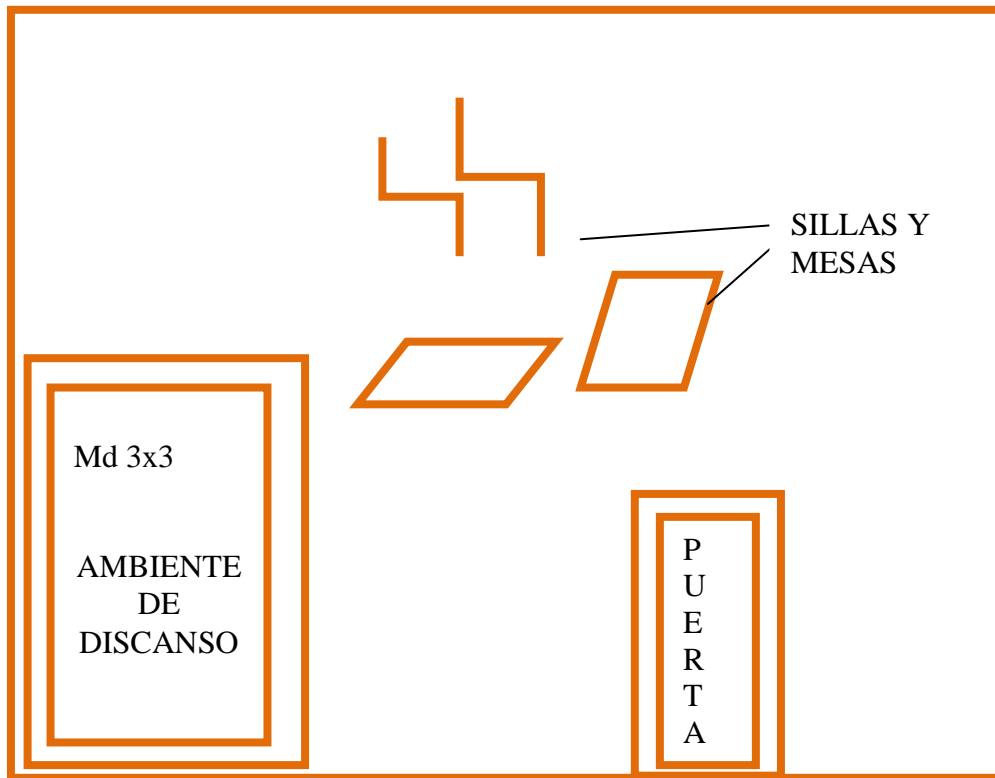 SILLAS Y
MESAS
Md 3x3
AMBIENTE
DE
DISCANSO
P
U
E
R
T
A